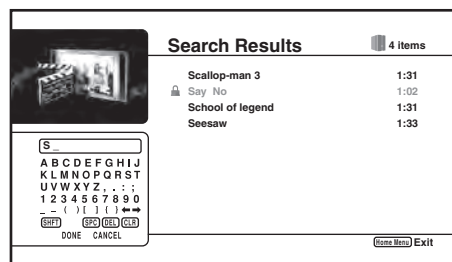 Search Results
4 items
Scallop-man 3 1:31
Say No 1:02
School of legend 1:31
Seesaw 1:33
S_
A B C D E F G H I J
K L M N O P Q R S T
U V W X Y Z , . : ;
1 2 3 4 5 6 7 8 9 0
_ – ( ) [ ] { } ⬅ ➡
SHFT SPC DEL CLR
DONE CANCEL
Home Menu Exit